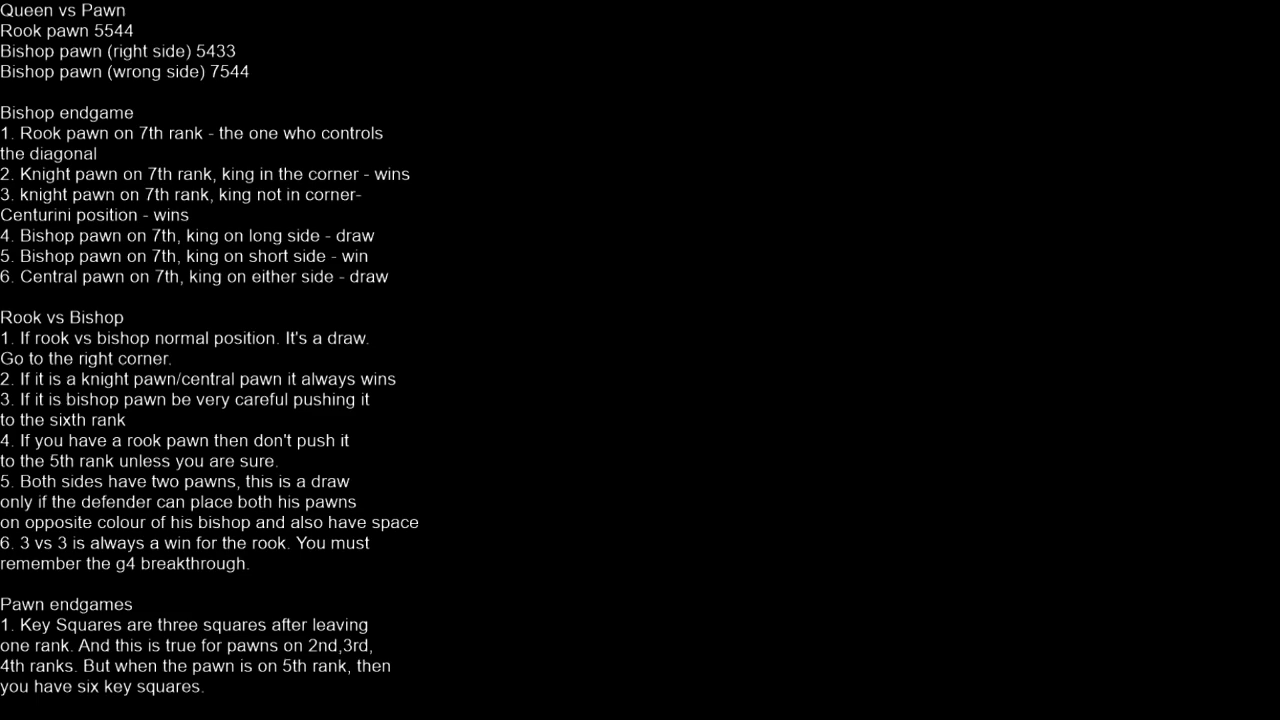 Queen vs Pawn
Rook pawn 5544
Bishop pawn (right side) 5433
Bishop pawn (wrong side) 7544
Bishop endgame
1. Rook pawn on 7th rank - the one who controls
the diagonal
2. Knight pawn on 7th rank, king in the corner - wins
3. knight pawn on 7th rank, king not in corner-
Centurini position - wins
4. Bishop pawn on 7th, king on long side - draw
5. Bishop pawn on 7th, king on short side - win
6. Central pawn on 7th, king on either side - draw
Rook vs Bishop
1. If rook vs bishop normal position. It's a draw.
Go to the right corner.
2. If it is a knight pawn/central pawn it always wins
3. If it is bishop pawn be very careful pushing it
to the sixth rank
4. If you have a rook pawn then don't push it
to the 5th rank unless you are sure.
5. Both sides have two pawns, this is a draw
only if the defender can place both his pawns
on opposite colour of his bishop and also have space
6. 3 vs 3 is always a win for the rook. You must
remember the g4 breakthrough.
Pawn endgames
1. Key Squares are three squares after leaving
one rank. And this is true for pawns on 2nd,3rd,
4th ranks. But when the pawn is on 5th rank, then
you have six key squares.